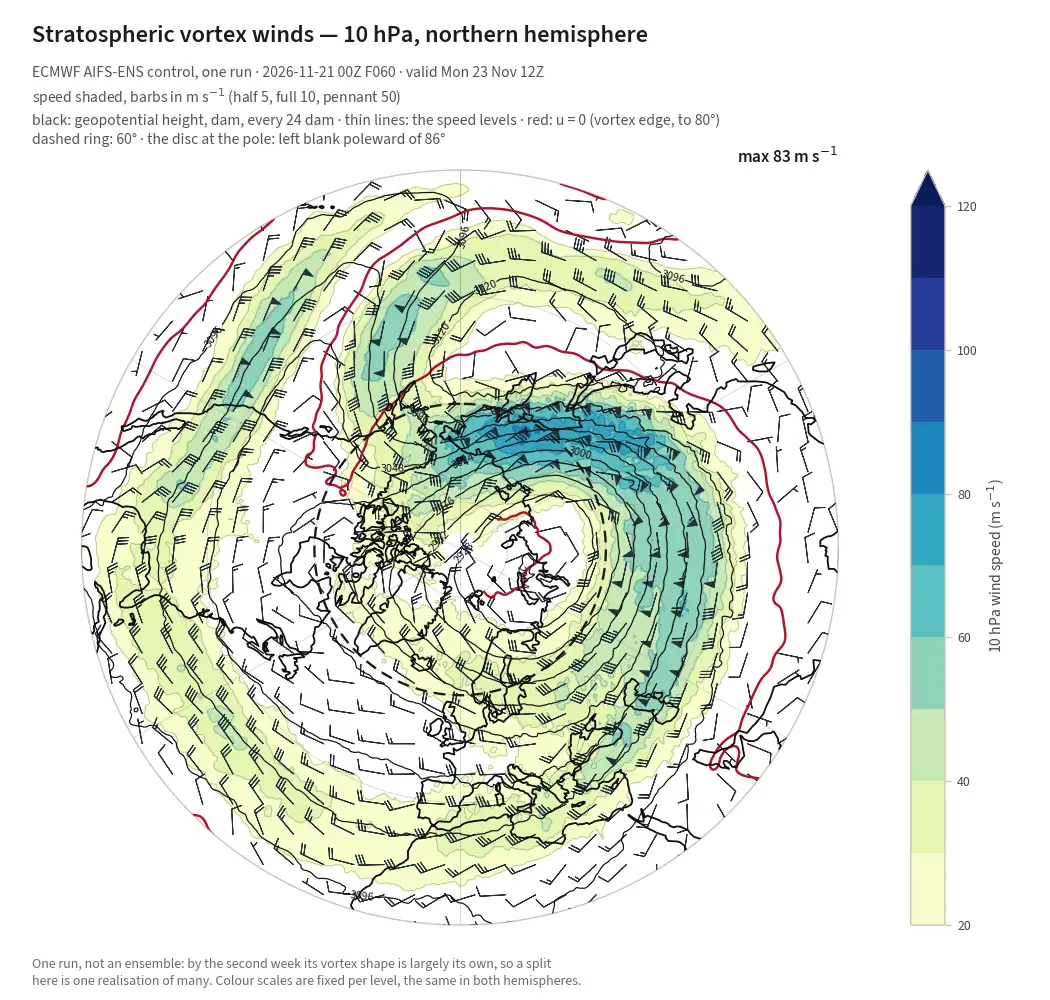 Stratospheric vortex winds — 10 hPa, northern hemisphere
ECMWF AIFS-ENS control, one run · 2026-11-21 00Z F060 · valid Mon 23 Nov 12Z
speed shaded, barbs in m s⁻¹ (half 5, full 10, pennant 50)
black: geopotential height, dam, every 24 dam · thin lines: the speed levels · red: u = 0 (vortex edge, to 80°)
dashed ring: 60° · the disc at the pole: left blank poleward of 86°
max 83 m s⁻¹
120
100
80
60
40
20
10 hPa wind speed (m s⁻¹)
3096
3096
3120
3120
3000
3048
3096
One run, not an ensemble: by the second week its vortex shape is largely its own, so a split
here is one realisation of many. Colour scales are fixed per level, the same in both hemispheres.